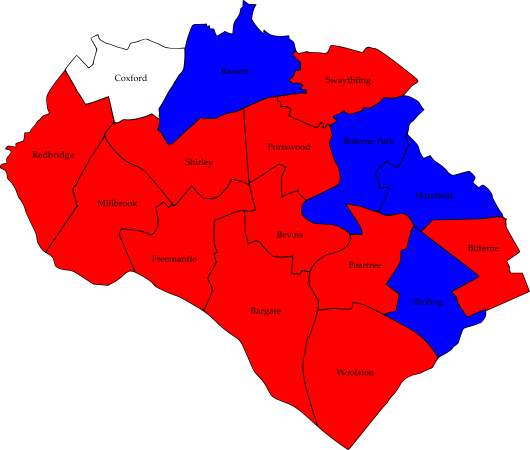 Bassett
Coxford
Swaythling
Bitterne Park
Portswood
Redbridge
Shirley
Harefield
Millbrook
Bevois
Bitterne
Freemantle
Peartree
Sholing
Bargate
Woolston